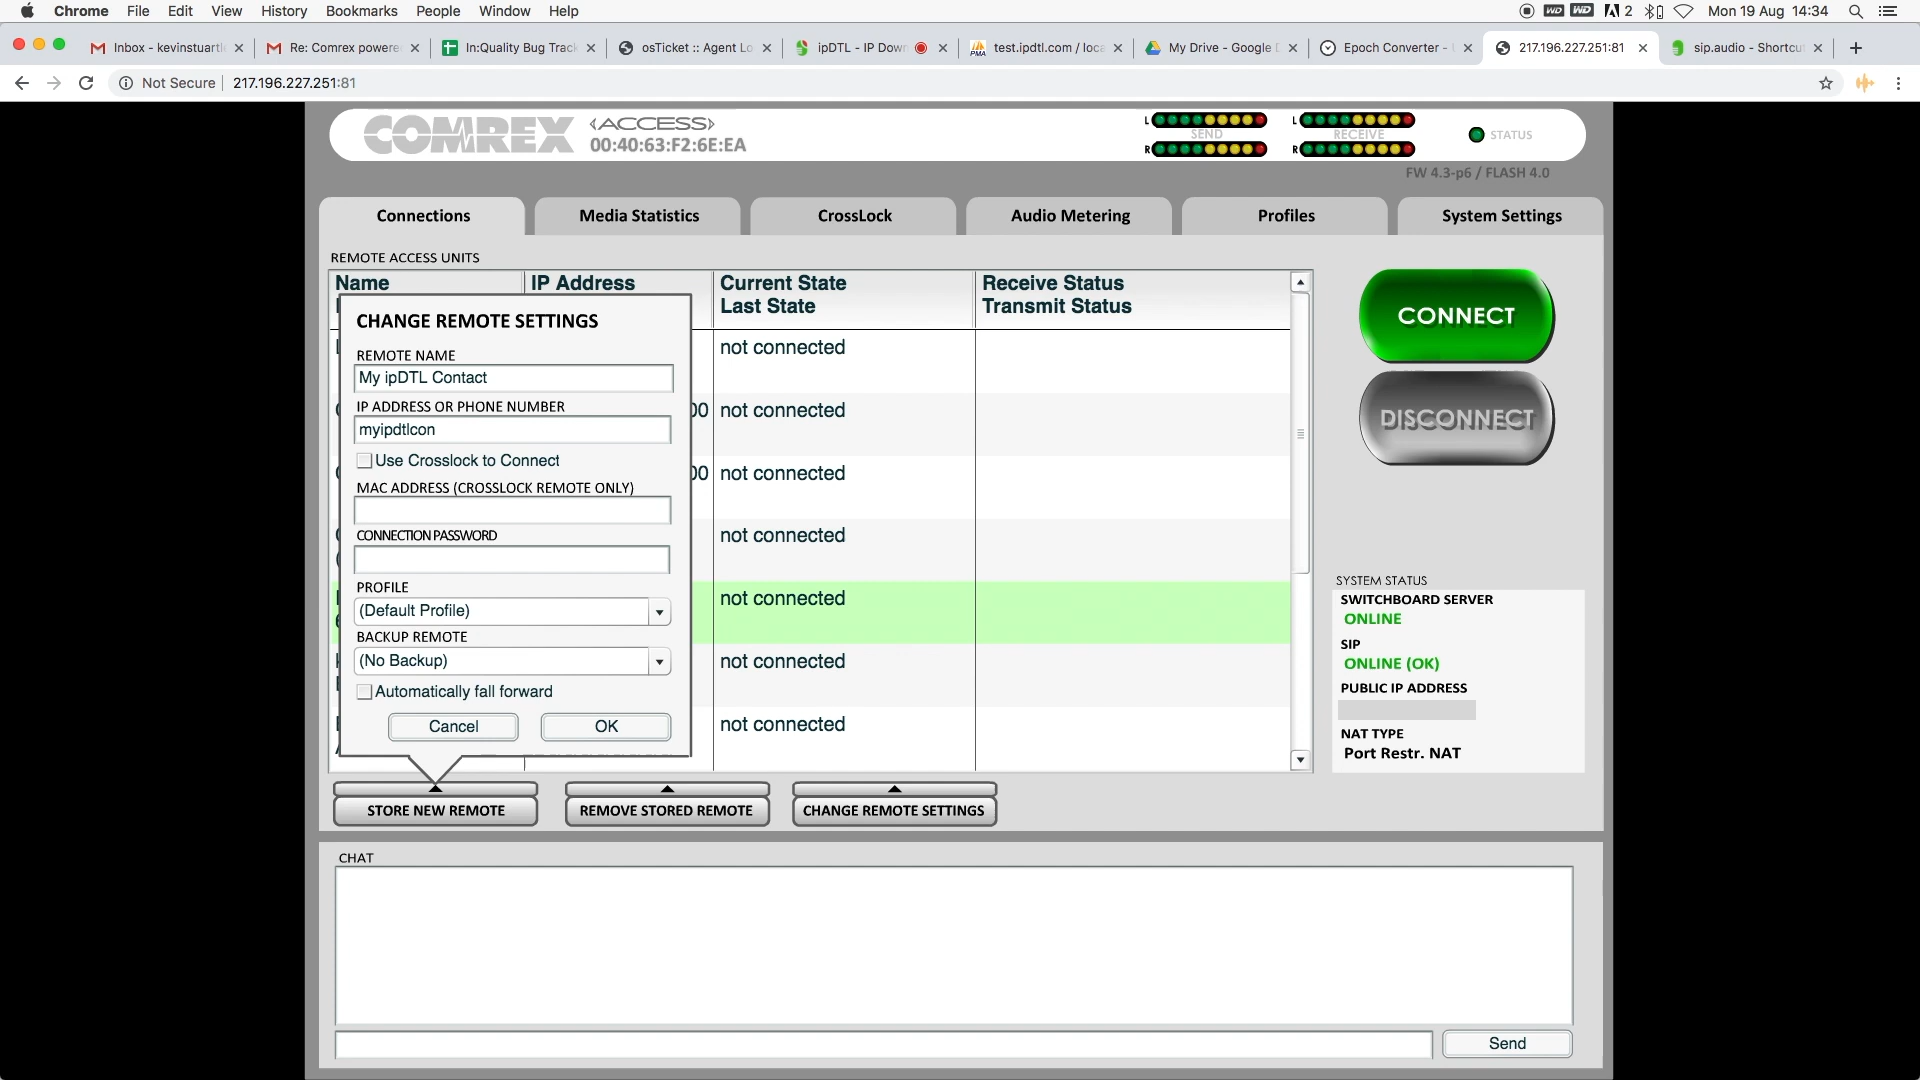 Chrome File Edit View History Bookmarks People Window Help
2 Mon 19 Aug 14:34
Inbox - kevinstuartl
Re: Comrex powere
In:Quality Bug Track
osTicket :: Agent Lo
ipDTL - IP Down
test.ipdtl.com / loca
My Drive - Google D
Epoch Converter -
217.196.227.251:81
sip.audio - Shortcu
Not Secure 217.196.227.251:81
COMREX
ACCESS
00:40:63:F2:6E:EA
L SEND R
L RECEIVE R
STATUS
FW 4.3-p6 / FLASH 4.0
Connections
Media Statistics
CrossLock
Audio Metering
Profiles
System Settings
REMOTE ACCESS UNITS
Name
IP Address
Current State
Last State
Receive Status
Transmit Status
CHANGE REMOTE SETTINGS
REMOTE NAME
My ipDTL Contact
IP ADDRESS OR PHONE NUMBER
myipdtlcon
Use Crosslock to Connect
MAC ADDRESS (CROSSLOCK REMOTE ONLY)
CONNECTION PASSWORD
PROFILE
(Default Profile)
BACKUP REMOTE
(No Backup)
Automatically fall forward
Cancel
OK
not connected
00 not connected
00 not connected
not connected
not connected
not connected
not connected
CONNECT
DISCONNECT
SYSTEM STATUS
SWITCHBOARD SERVER
ONLINE
SIP
ONLINE (OK)
PUBLIC IP ADDRESS
NAT TYPE
Port Restr. NAT
STORE NEW REMOTE
REMOVE STORED REMOTE
CHANGE REMOTE SETTINGS
CHAT
Send